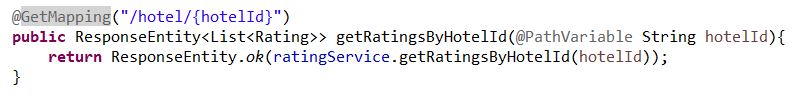 @GetMapping("/hotel/{hotelId}")
public ResponseEntity<List<Rating>> getRatingsByHotelId(@PathVariable String hotelId){
    return ResponseEntity.ok(ratingService.getRatingsByHotelId(hotelId));
}